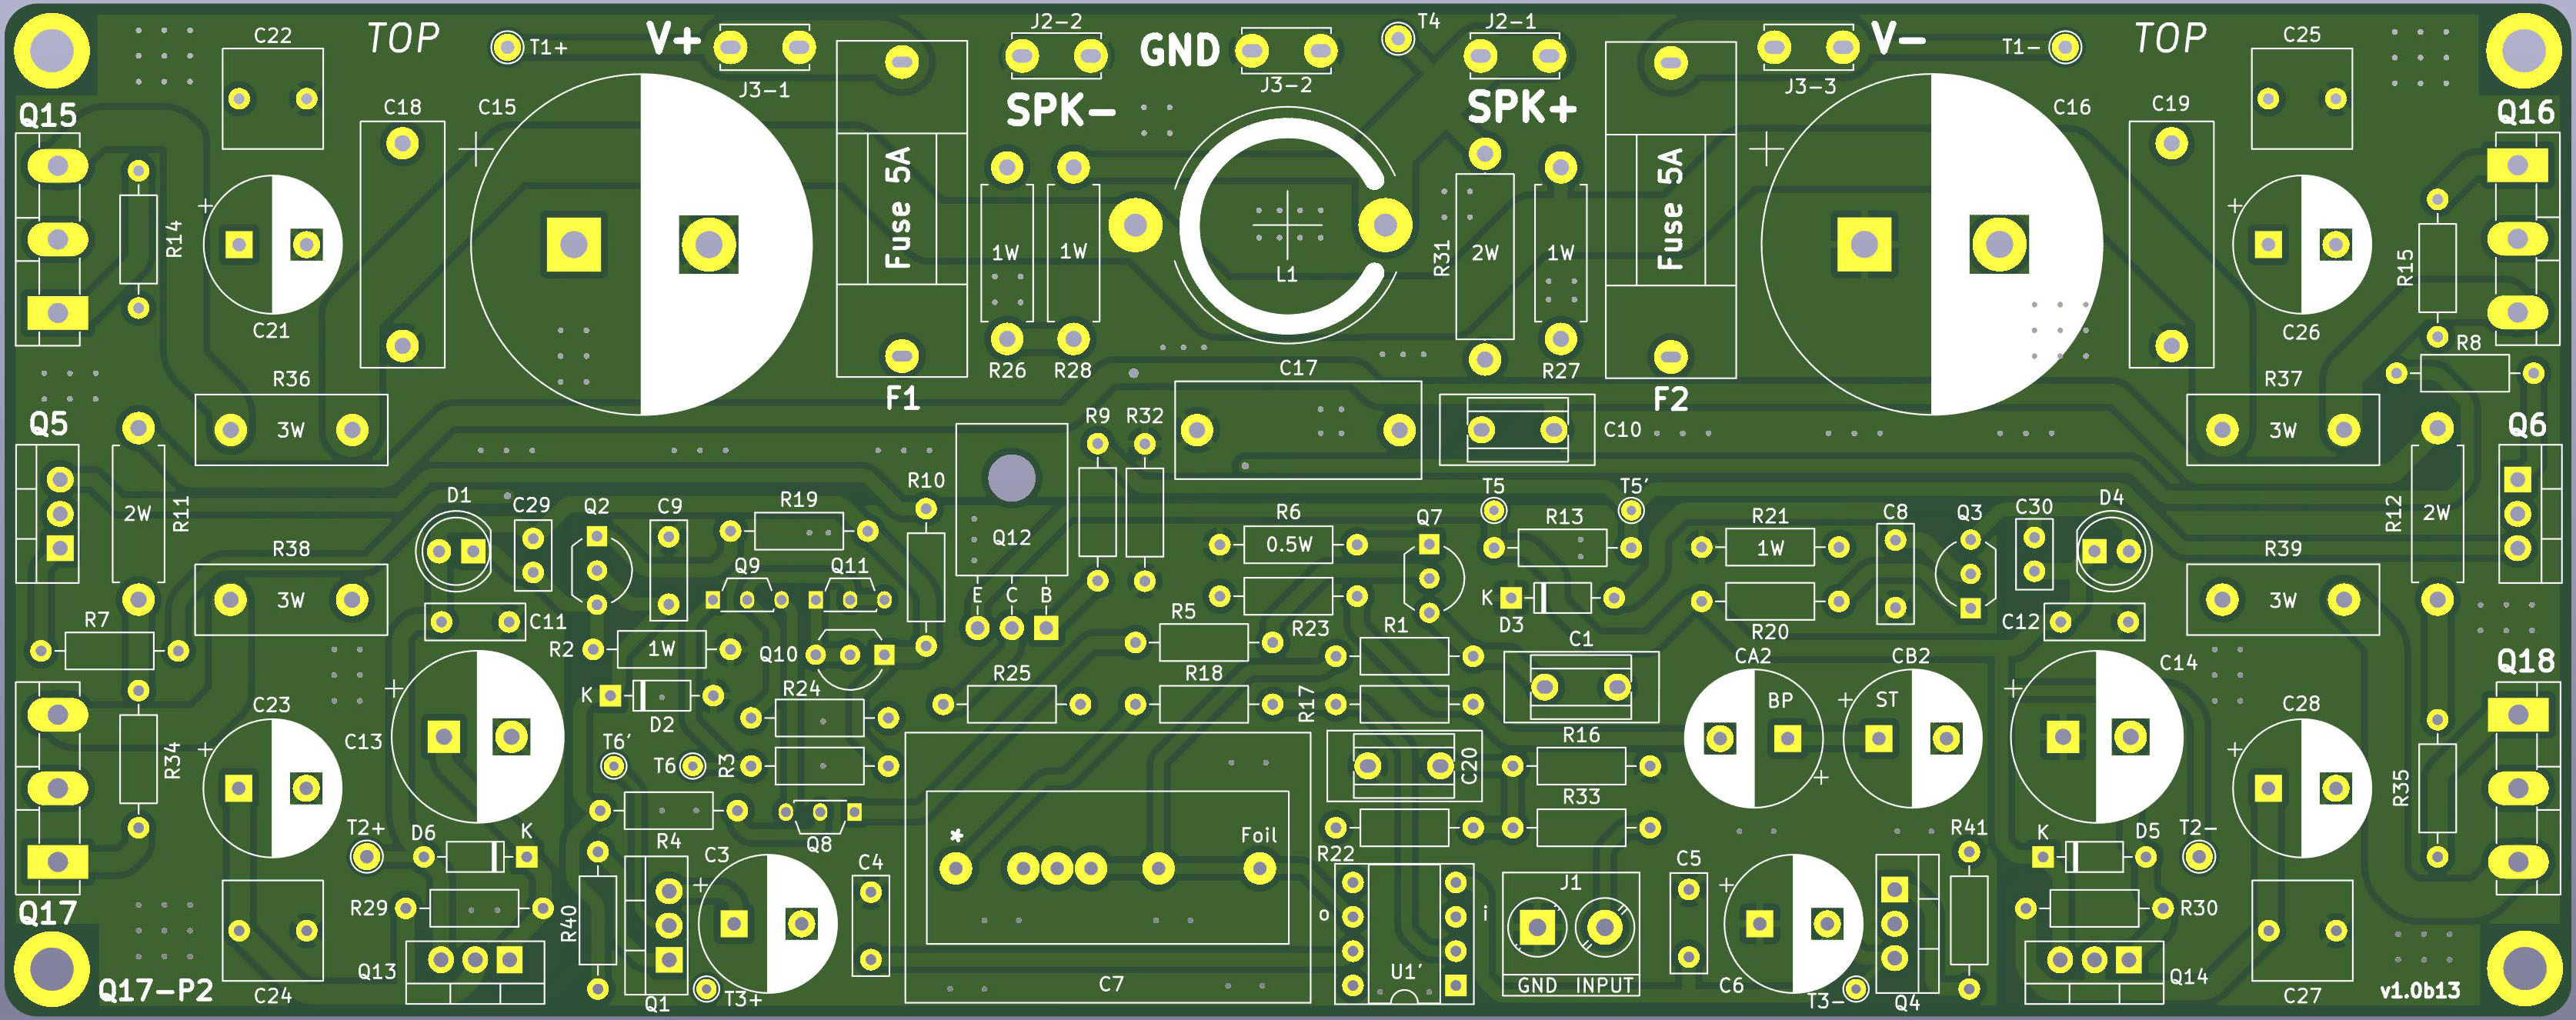 C22
TOP
T1+
V+
J3-1
J2-2
GND
J3-2
T4
J2-1
V-
J3-3
T1-
TOP
C25
Q15
C18
C15
SPK-
SPK+
C16
C19
Q16
R14
C21
Fuse 5A
1W
1W
L1
R31
2W
1W
Fuse 5A
R15
C26
R8
R36
3W
F1
R26
R28
C17
R27
F2
R37
3W
Q5
R9
R32
C10
Q6
2W
R11
D1
C29
Q2
C9
R19
R10
Q12
T5
T5'
R6
0.5W
Q7
R13
R21
1W
C8
Q3
C30
D4
R12
2W
R38
3W
Q9
Q11
E
C
B
K
D3
R39
3W
R7
C11
R2
1W
Q10
R5
R23
R1
C1
R20
C12
K
D2
R24
R25
R18
R17
CA2
BP
CB2
ST
C14
Q18
C23
C13
T6'
T6
R3
C20
R16
C28
R34
R35
Q17
T2+
D6
K
R4
Q8
*
Foil
R22
R33
R41
K
D5
T2-
R29
R40
C3
C4
o
i
J1
C5
R30
Q13
U1'
GND
INPUT
C6
Q14
Q17-P2
C24
Q1
T3+
C7
T3-
Q4
C27
v1.0b13